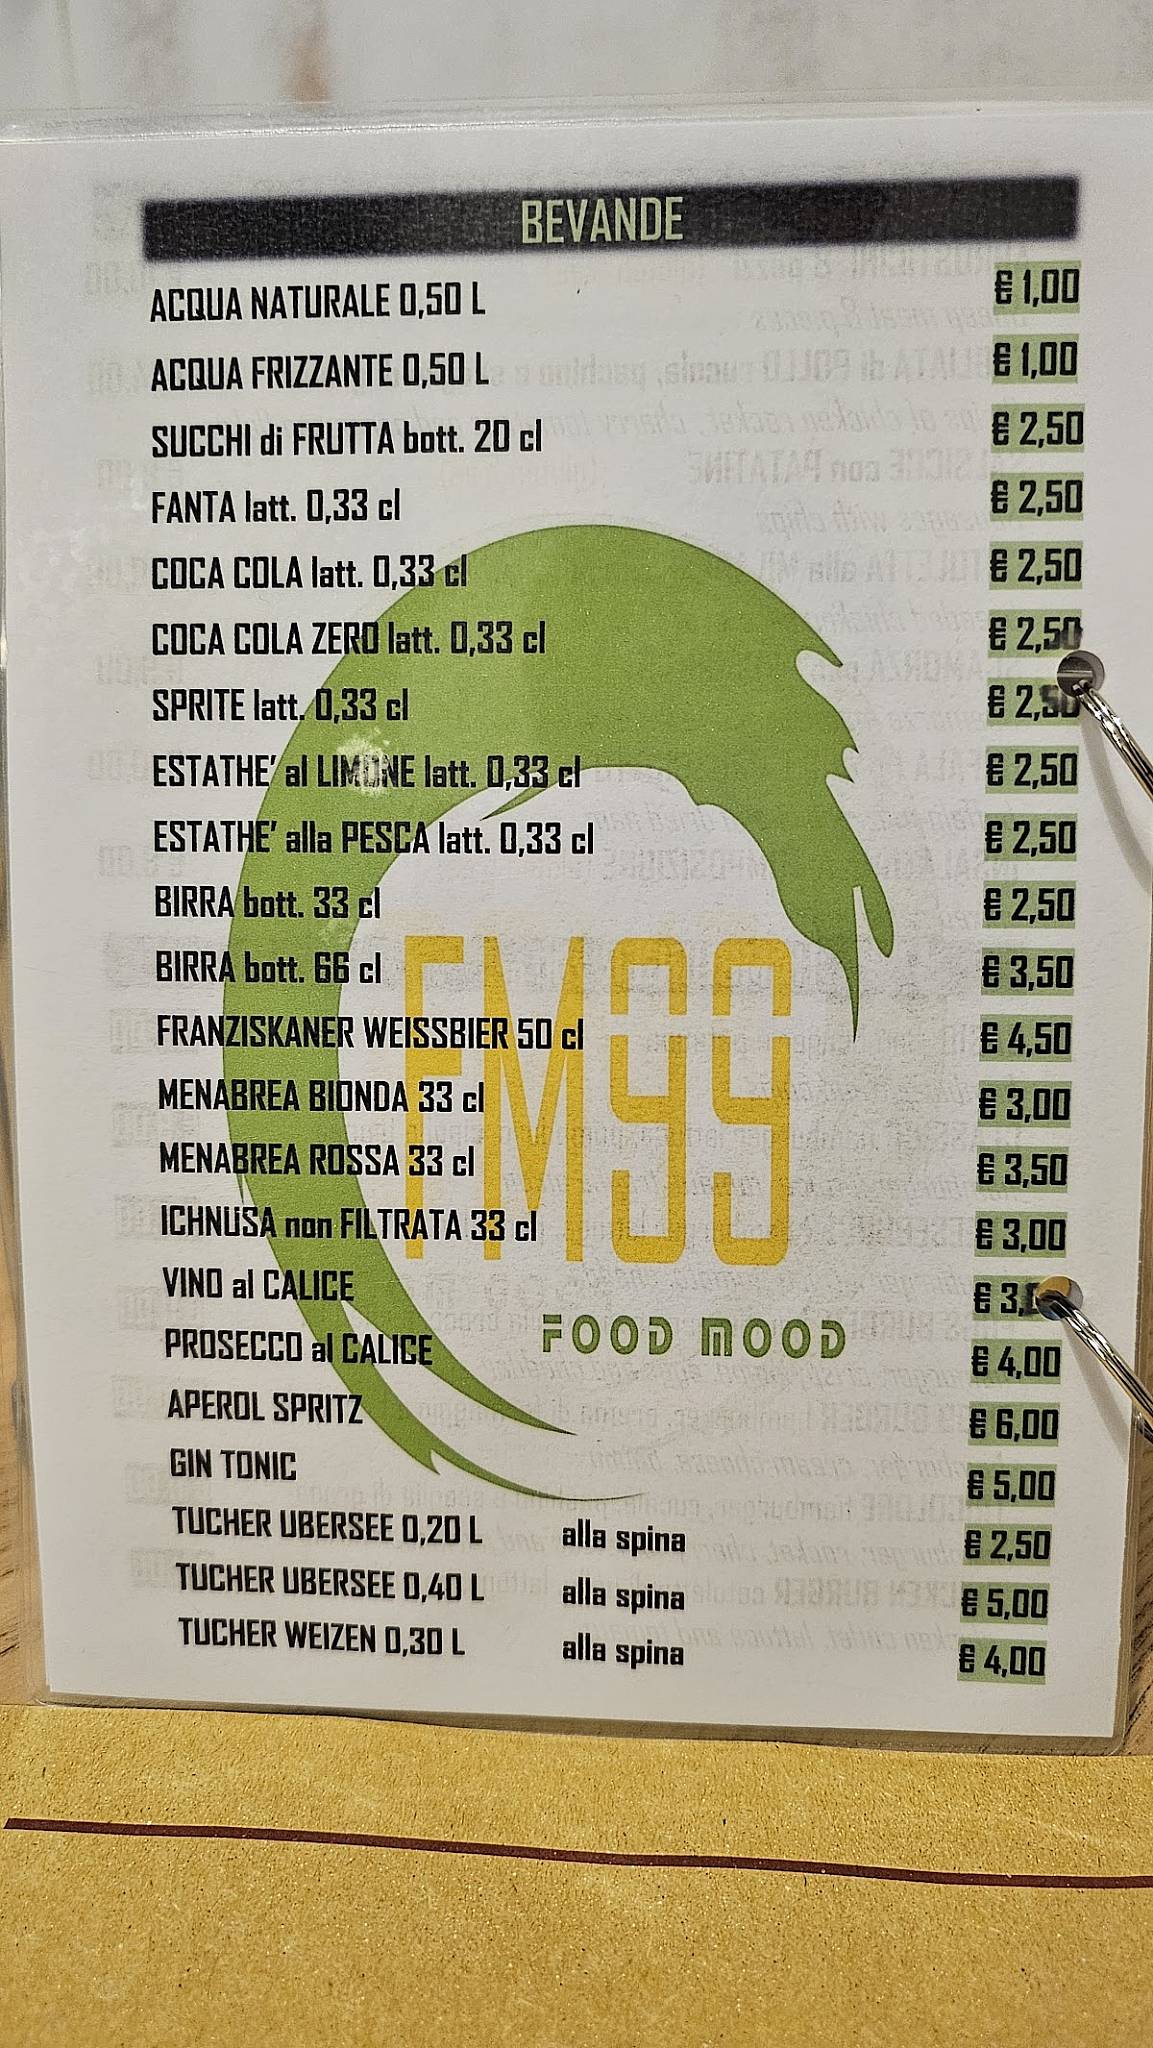 BEVANDE
ACQUA NATURALE 0,50 L € 1,00
ACQUA FRIZZANTE 0,50 L € 1,00
SUCCHI di FRUTTA bott. 20 cl € 2,50
FANTA latt. 0,33 cl € 2,50
COCA COLA latt. 0,33 cl € 2,50
COCA COLA ZERO latt. 0,33 cl € 2,50
SPRITE latt. 0,33 cl € 2,50
ESTATHE' al LIMONE latt. 0,33 cl € 2,50
ESTATHE' alla PESCA latt. 0,33 cl € 2,50
BIRRA bott. 33 cl € 2,50
BIRRA bott. 66 cl € 3,50
FRANZISKANER WEISSBIER 50 cl € 4,50
MENABREA BIONDA 33 cl € 3,00
MENABREA ROSSA 33 cl € 3,50
ICHNUSA non FILTRATA 33 cl € 3,00
VINO al CALICE €
PROSECCO al CALICE € 4,00
APEROL SPRITZ € 6,00
GIN TONIC € 5,00
TUCHER UBERSEE 0,20 L alla spina € 2,50
TUCHER UBERSEE 0,40 L alla spina € 5,00
TUCHER WEIZEN 0,30 L alla spina € 4,00
FM99
FOOD MOOD